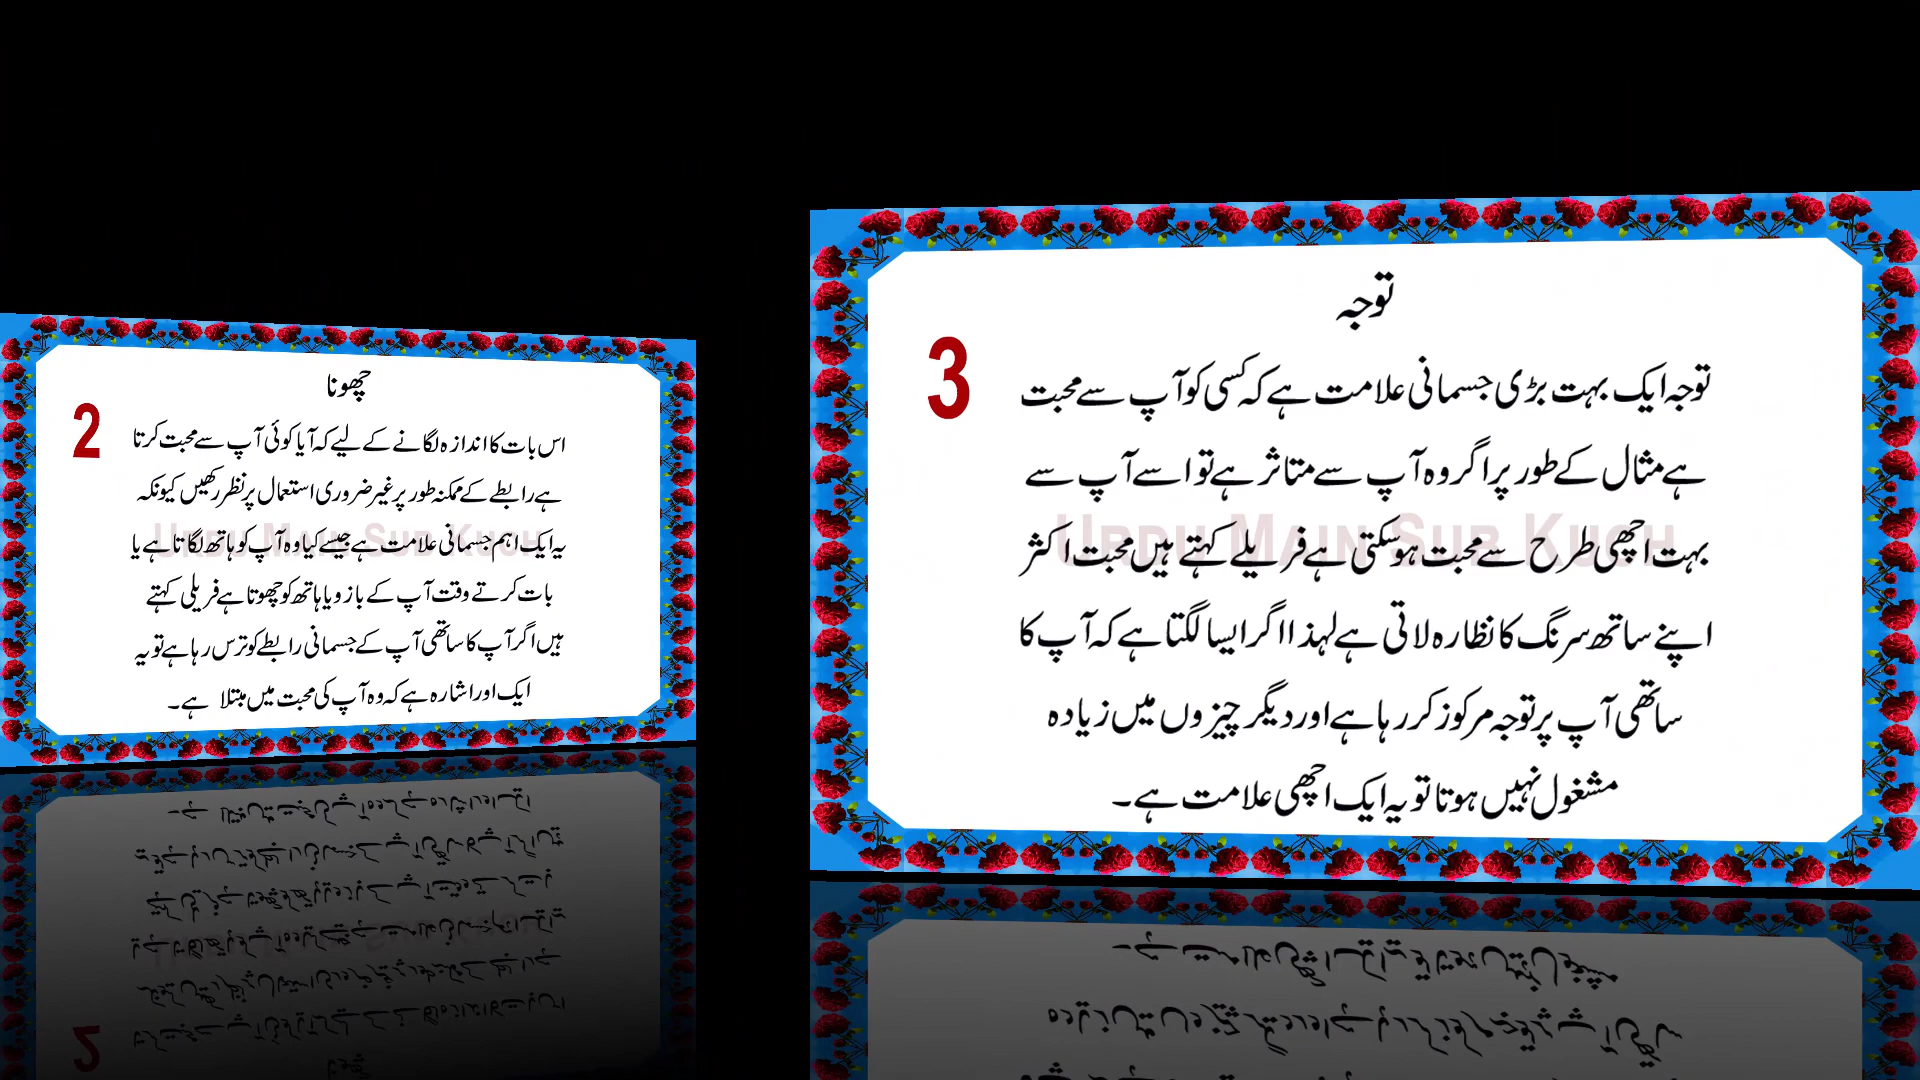 چھونا
2
اس بات کا اندازہ لگانے کے لیے کہ آیا کوئی آپ سے محبت کرتا
ہے رابطے کے ممکنہ طور پر غیر ضروری استعمال پر نظر رکھیں کیونکہ
یہ ایک اہم جسمانی علامت ہے جیسے کیا وہ آپ کو ہاتھ لگاتا ہے یا
بات کرتے وقت آپ کے بازو یا ہاتھ کو چھوتا ہے فریلی کہتے
ہیں اگر آپ کا ساتھی آپ کے جسمانی رابطے کو ترس رہا ہے تو یہ
ایک اور اشارہ ہے کہ وہ آپ کی محبت میں مبتلا ہے۔
URDU MAIN SUB KUCH
توجہ
3
توجہ ایک بہت بڑی جسمانی علامت ہے کہ کسی کو آپ سے محبت
ہے مثال کے طور پر اگر وہ آپ سے متاثر ہے تو اسے آپ سے
بہت اچھی طرح سے محبت ہو سکتی ہے فریلے کہتے ہیں محبت اکثر
اپنے ساتھ سرنگ کا نظارہ لاتی ہے لہذا اگر ایسا لگتا ہے کہ آپ کا
ساتھی آپ پر توجہ مرکوز کر رہا ہے اور دیگر چیزوں میں زیادہ
مشغول نہیں ہوتا تو یہ ایک اچھی علامت ہے۔
URDU MAIN SUB KUCH